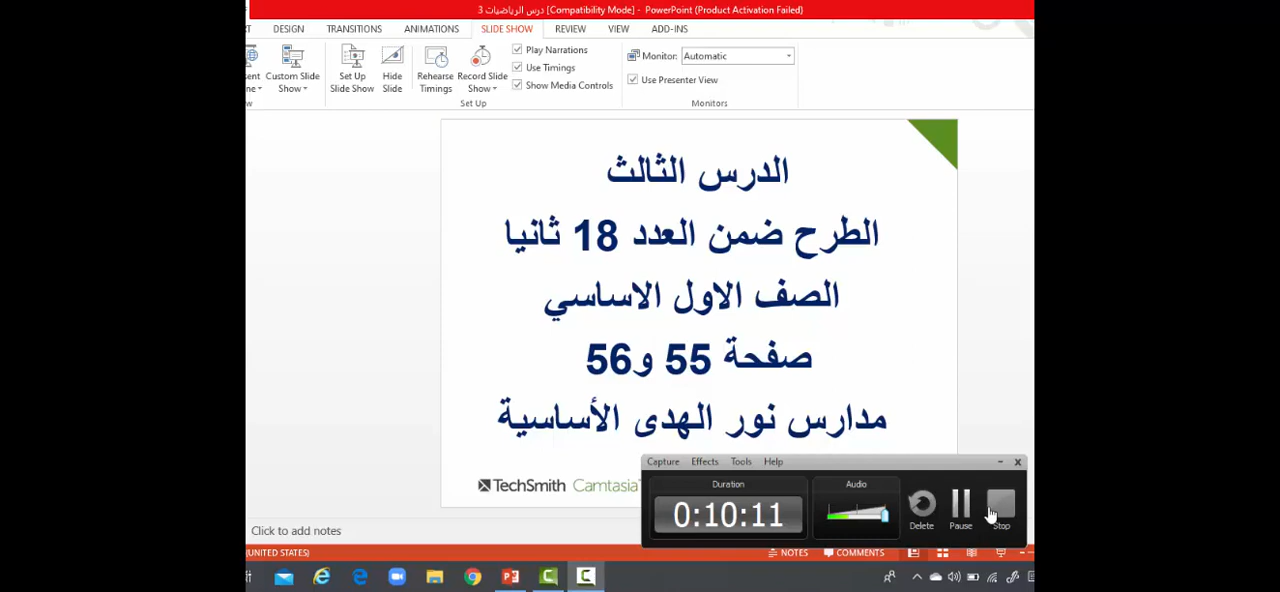 درس الرياضيات 3 [Compatibility Mode] - PowerPoint (Product Activation Failed)
DESIGN TRANSITIONS ANIMATIONS SLIDE SHOW REVIEW VIEW ADD-INS
Custom Slide Show
Set Up Slide Show
Hide Slide
Rehearse Timings
Record Slide Show
Play Narrations
Use Timings
Show Media Controls
Set Up
Monitor: Automatic
Use Presenter View
Monitors
الدرس الثالث
الطرح ضمن العدد 18 ثانيا
الصف الاول الاساسي
صفحة 55 و56
مدارس نور الهدى الأساسية
TechSmith Camtasia
Capture Effects Tools Help
Duration
0:10:11
Audio
Delete Pause Stop
Click to add notes
(UNITED STATES)
NOTES COMMENTS